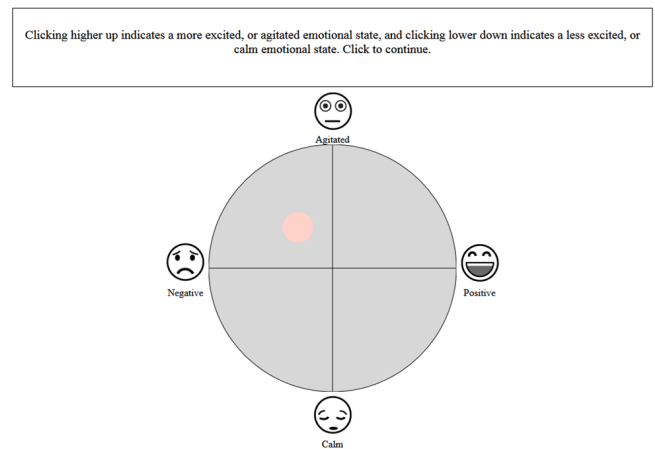 Clicking higher up indicates a more excited, or agitated emotional state, and clicking lower down indicates a less excited, or
calm emotional state. Click to continue.
Agitated
Negative
Positive
Calm